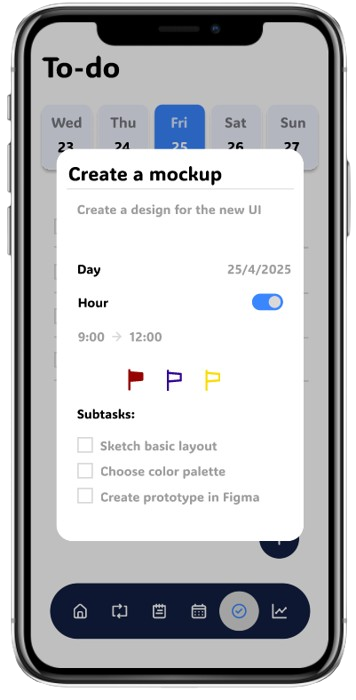 To-do
Wed Thu Fri Sat Sun
23 24 25 26 27
Create a mockup
Create a design for the new UI
Day 25/4/2025
Hour
9:00 → 12:00
Subtasks:
Sketch basic layout
Choose color palette
Create prototype in Figma